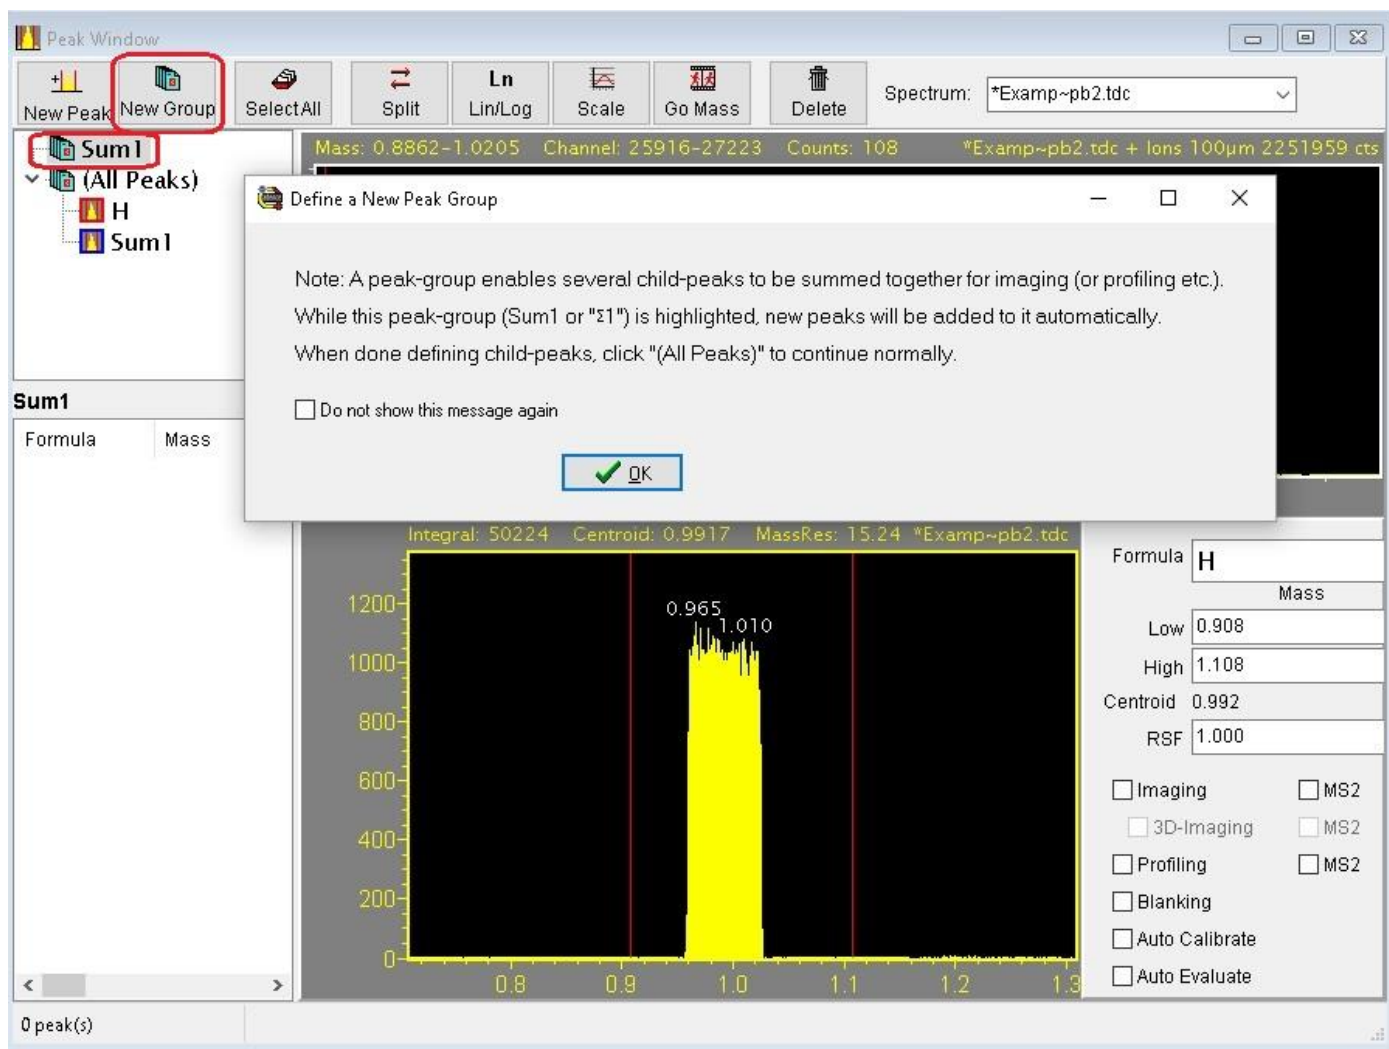 Peak Window
New Peak
New Group
Select All
Split
Ln
Lin/Log
Scale
Go Mass
Delete
Spectrum:
*Examp~pb2.tdc
Sum1
(All Peaks)
H
Sum1
Mass: 0.8862-1.0205 Channel: 25916-27223 Counts: 108 *Examp~pb2.tdc + Ions 100µm 2251959 cts
Define a New Peak Group
Note: A peak-group enables several child-peaks to be summed together for imaging (or profiling etc.).
While this peak-group (Sum1 or "Σ1") is highlighted, new peaks will be added to it automatically.
When done defining child-peaks, click "(All Peaks)" to continue normally.
Do not show this message again
OK
Sum1
Formula Mass
Integral: 50224 Centroid: 0.9917 MassRes: 15.24 *Examp~pb2.tdc
0.965
1.010
1200
1000
800
600
400
200
0
0.8 0.9 1.0 1.1 1.2 1.3
Formula H
Mass
Low 0.908
High 1.108
Centroid 0.992
RSF 1.000
Imaging MS2
3D-Imaging MS2
Profiling MS2
Blanking
Auto Calibrate
Auto Evaluate
0 peak(s)